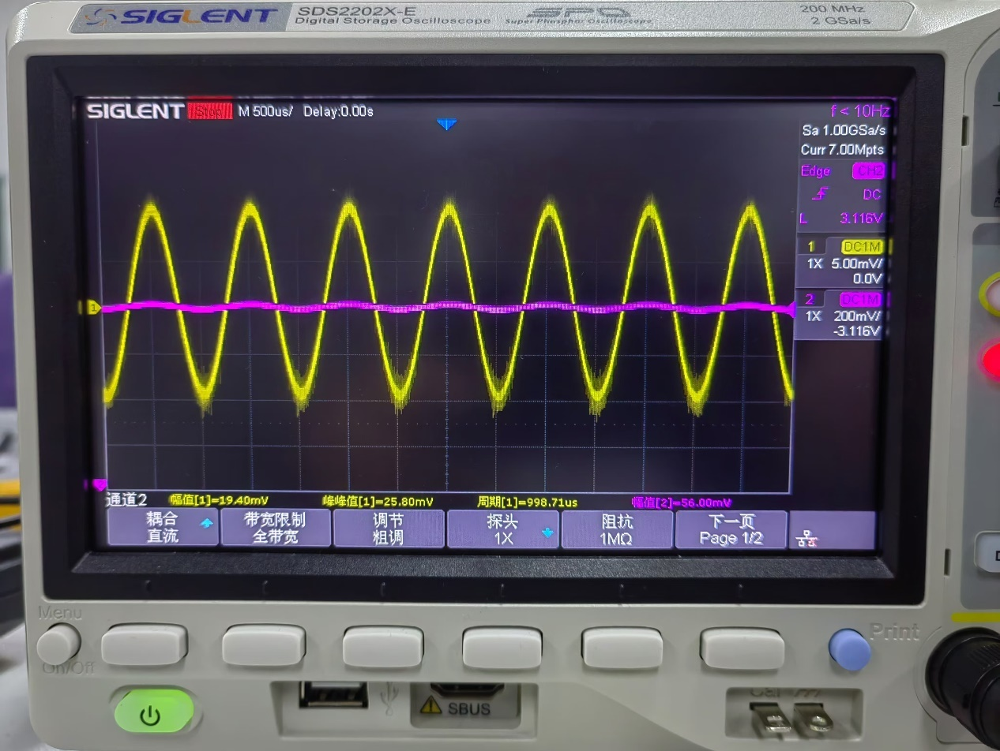 SIGLENT
SDS2202X-E
Digital Storage Oscilloscope
SPO
Super Phosphor Oscilloscope
200 MHz
2 GSa/s
SIGLENT Stop M 500us/ Delay:0.00s
f < 10Hz
Sa 1.00GSa/s
Curr 7.00Mpts
Edge CH2
DC
L 3.116V
1 DC1M
1X 5.00mV/
0.0V
2 DC1M
1X 200mV/
-3.116V
1
通道2 幅值[1]=19.40mV 峰峰值[1]=25.80mV 周期[1]=998.71us 幅值[2]=56.00mV
耦合
直流
带宽限制
全带宽
调节
粗调
探头
1X
阻抗
1MΩ
下一页
Page 1/2
Menu
On/Off
Print
SBUS
Cal